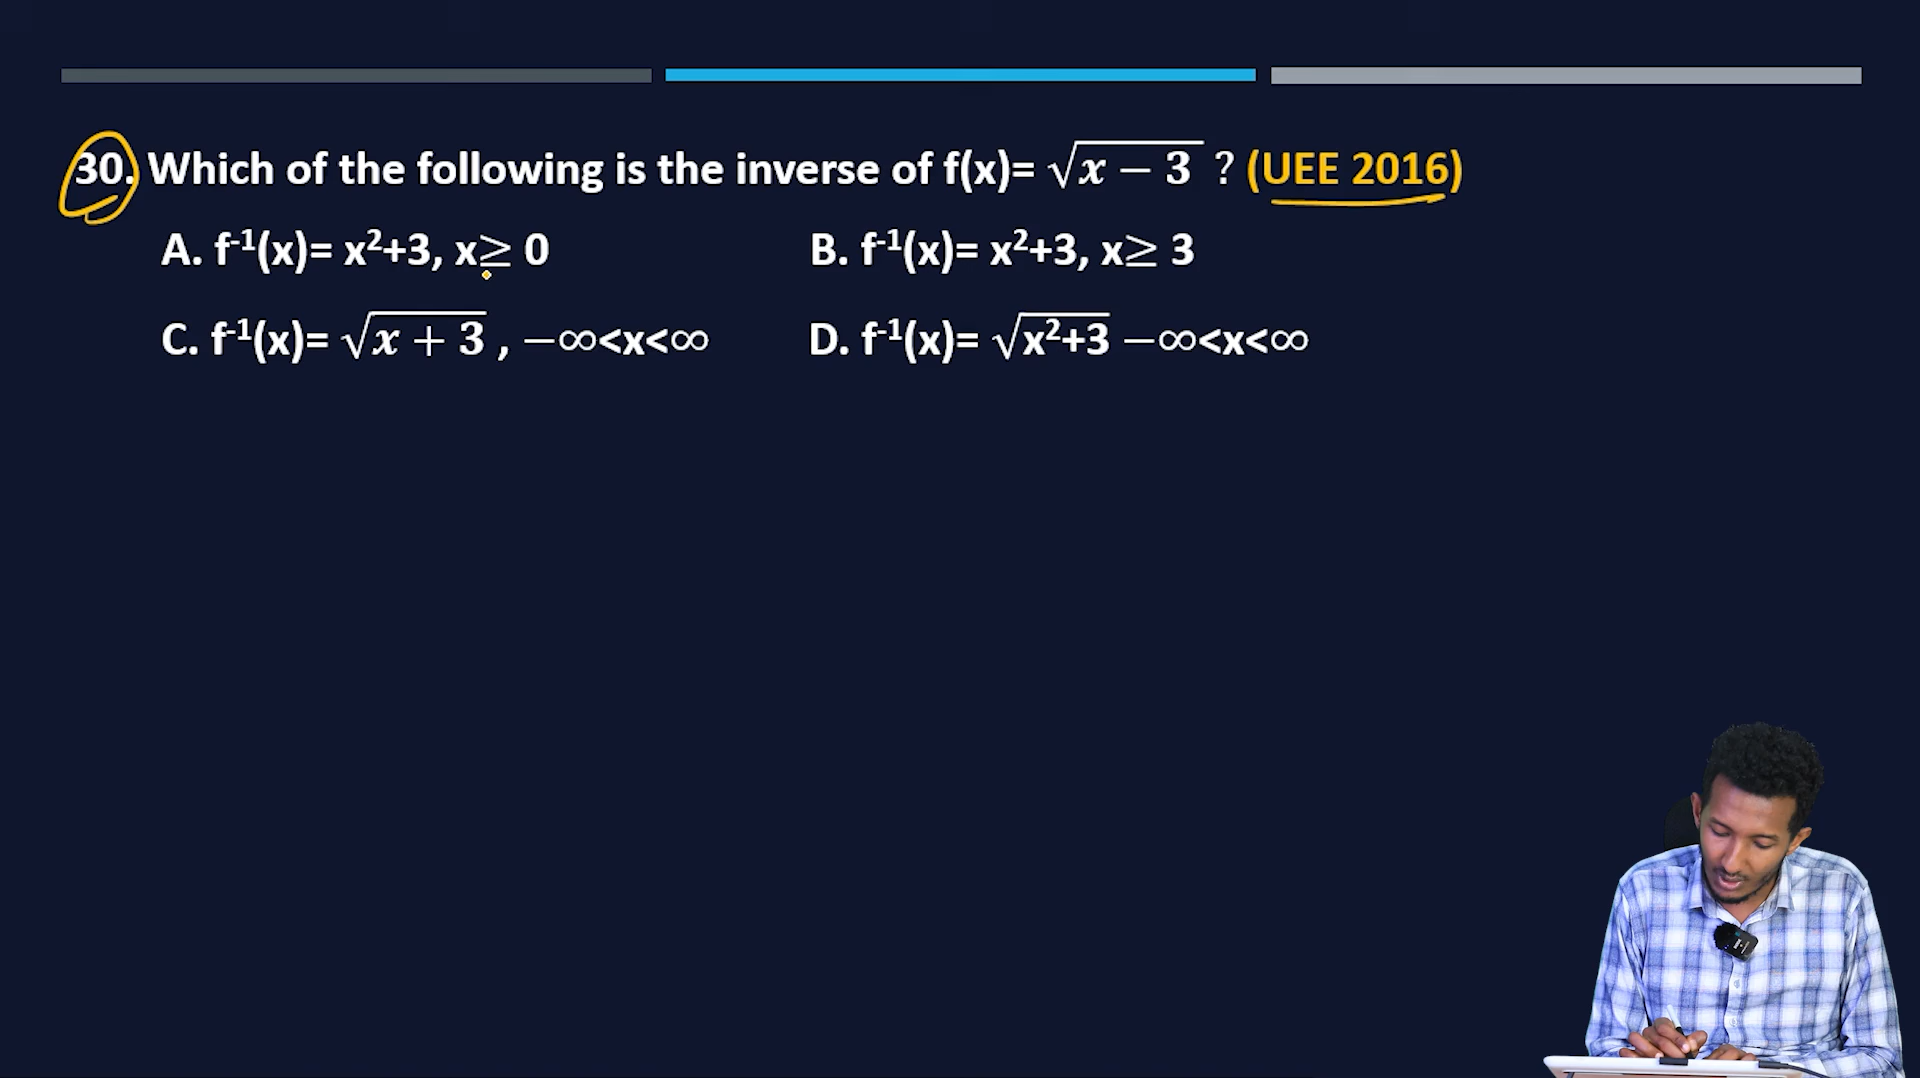 30. Which of the following is the inverse of f(x)= √x − 3 ? (UEE 2016)
A. f⁻¹(x)= x²+3, x≥ 0 B. f⁻¹(x)= x²+3, x≥ 3
C. f⁻¹(x)= √x + 3 , −∞<x<∞ D. f⁻¹(x)= √x²+3 −∞<x<∞